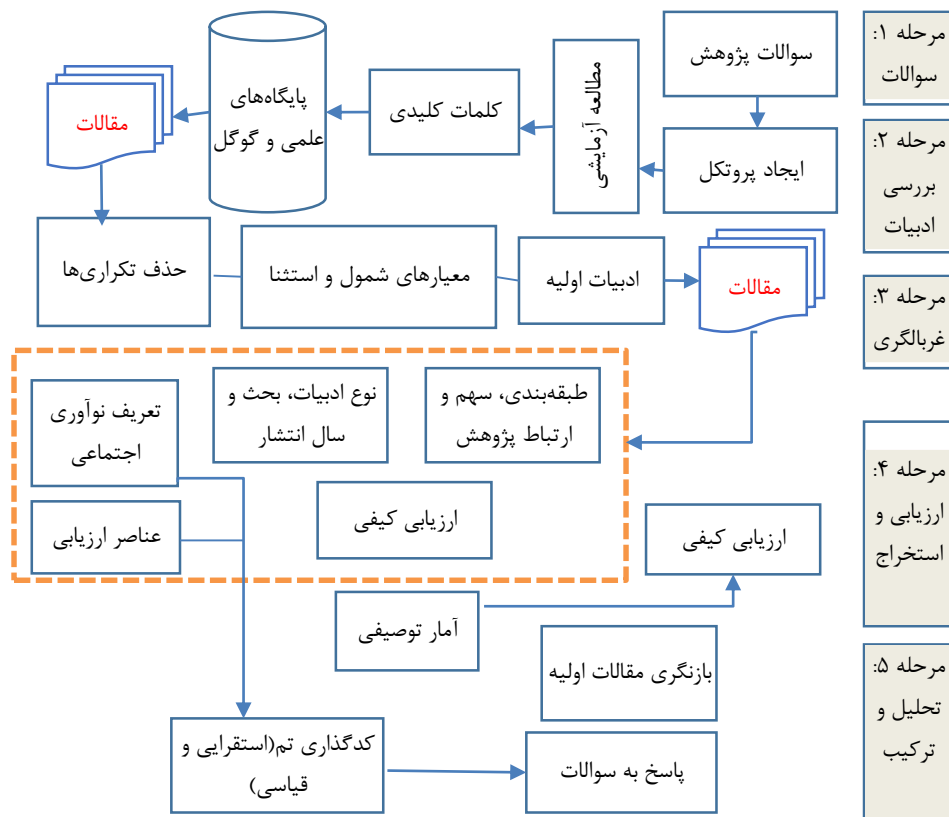 مرحله ۱:
سوالات
سوالات پژوهش
مطالعه آزمایشی
کلمات کلیدی
پایگاه‌های
علمی و گوگل
مقالات
مرحله ۲:
بررسی
ادبیات
ایجاد پروتکل
مرحله ۳:
غربالگری
مقالات
ادبیات اولیه
معیارهای شمول و استثنا
حذف تکراری‌ها
مرحله ۴:
ارزیابی و
استخراج
طبقه‌بندی، سهم و
ارتباط پژوهش
نوع ادبیات، بحث و
سال انتشار
تعریف نوآوری
اجتماعی
ارزیابی کیفی
عناصر ارزیابی
ارزیابی کیفی
آمار توصیفی
مرحله ۵:
تحلیل و
ترکیب
بازنگری مقالات اولیه
کدگذاری تم(استقرایی و
قیاسی)
پاسخ به سوالات